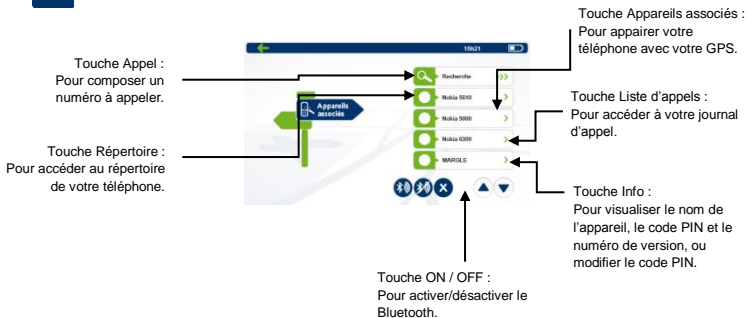 Touche Appareils associés :
Pour appairer votre
téléphone avec votre GPS.
Touche Appel :
Pour composer un
numéro à appeler.
Touche Répertoire :
Pour accéder au répertoire
de votre téléphone.
15h21
Recherche
Nokia 5610
Nokia 5000
Nokia 6300
MARGLE
Appareils
associés
Touche Liste d'appels :
Pour accéder à votre journal
d'appel.
Touche Info :
Pour visualiser le nom de
l'appareil, le code PIN et le
numéro de version, ou
modifier le code PIN.
Touche ON / OFF :
Pour activer/désactiver le
Bluetooth.